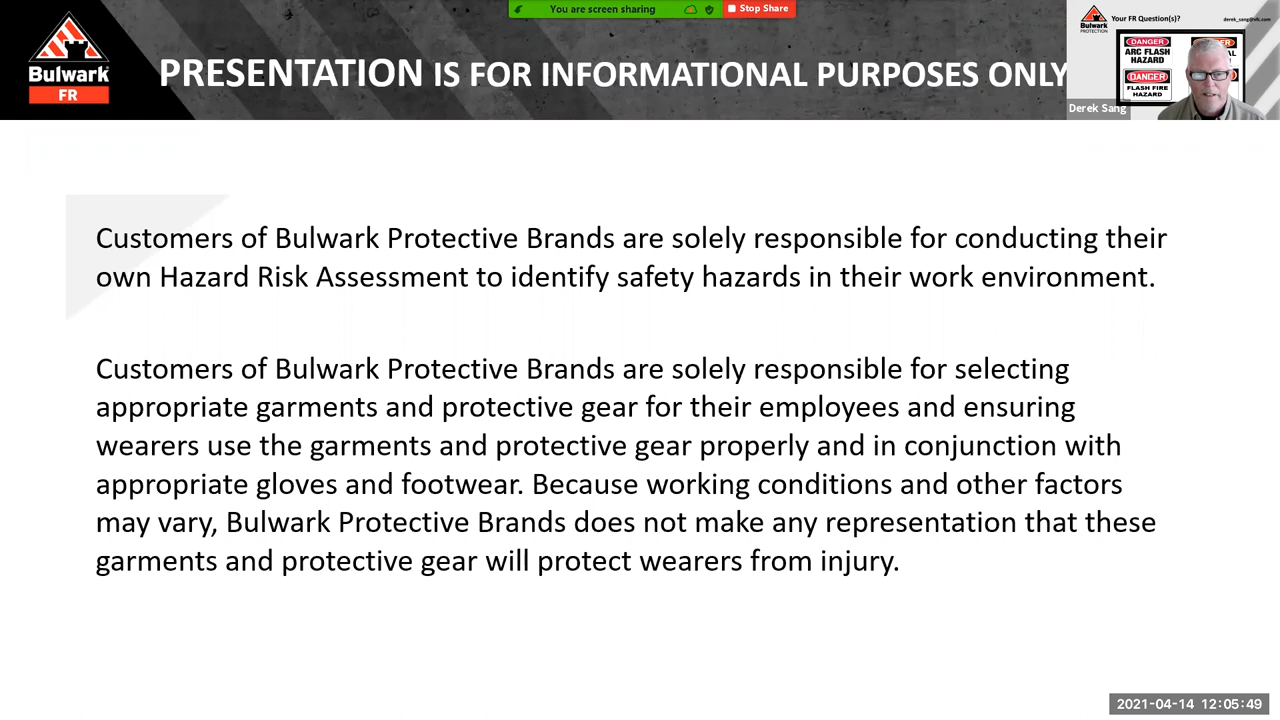 You are screen sharing
Stop Share
Bulwark
FR
PRESENTATION IS FOR INFORMATIONAL PURPOSES ONLY
Bulwark
PROTECTION
Your FR Question(s)?
DANGER
ARC FLASH
HAZARD
DANGER
FLASH FIRE
HAZARD
Derek Sang
Customers of Bulwark Protective Brands are solely responsible for conducting their
own Hazard Risk Assessment to identify safety hazards in their work environment.
Customers of Bulwark Protective Brands are solely responsible for selecting
appropriate garments and protective gear for their employees and ensuring
wearers use the garments and protective gear properly and in conjunction with
appropriate gloves and footwear. Because working conditions and other factors
may vary, Bulwark Protective Brands does not make any representation that these
garments and protective gear will protect wearers from injury.
2021-04-14 12:05:49